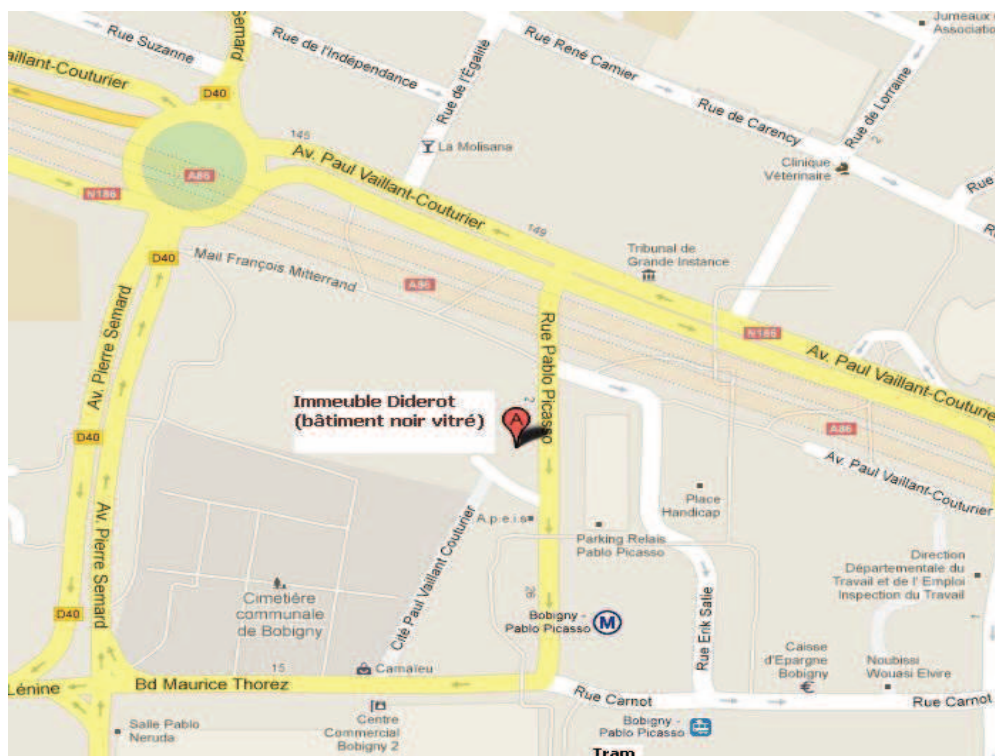 Semard
Rue Suzanne
Rue de l'Indépendance
Rue de l'Egalité
Rue René Camier
Jumeaux
Association
Vaillant-Couturier
D40
145
La Molisana
Rue de Carency
Rue de Lorraine
2
Clinique
Vétérinaire
Rue
A86
N186
Av. Paul Vaillant-Couturier
149
Tribunal de
Grande Instance
D40
Mail François Mitterrand
A86
N186
Av. Paul Vaillant-Couturier
Av. Pierre Semard
Rue Pablo Picasso
2
Immeuble Diderot
(bâtiment noir vitré)
A
A86
Av. Paul Vaillant Couturier
D40
Av. Pierre Semard
Place
Handicap
A.p.e.i.s
Parking Relais
Pablo Picasso
Cité Paul Vaillant Couturier
Direction
Départementale du
Travail et de l' Emploi
Inspection du Travail
Cimetière
communale
de Bobigny
26
D40
Bobigny -
Pablo Picasso
M
Rue Erik Satie
Caisse
d'Epargne
Bobigny
€
Noubissi
Wouasi Elvire
15
Camaïeu
Lénine
Bd Maurice Thorez
Rue Carnot
Rue Carnot
Salle Pablo
Neruda
Centre
Commercial
Bobigny 2
Bobigny -
Pablo Picasso
Tram